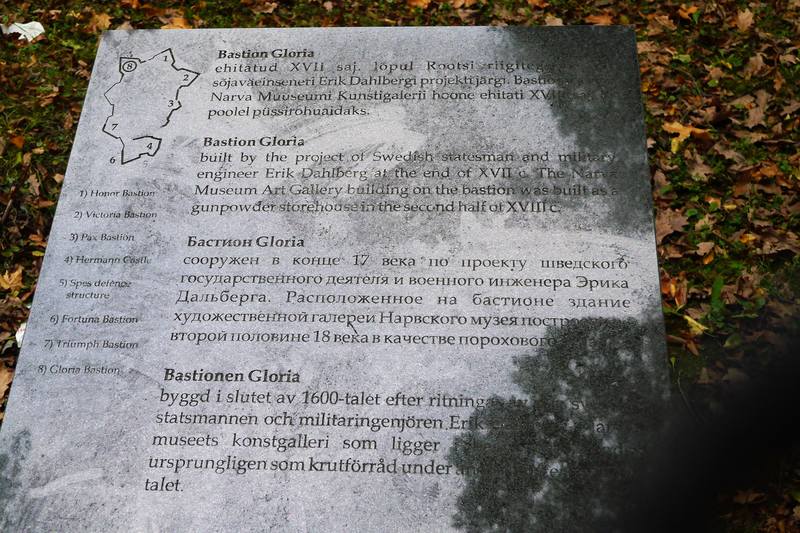 Bastion Gloria
ehitatud XVII saj. lõpul Rootsi
sõjaväeinseneri Erik Dahlbergi projekti järgi.
Narva Muuseumi Kunstigalerii hoone ehitati
poolel püssirohuaidaks.
Bastion Gloria
built by the project of Swedish statesman and military
engineer Erik Dahlberg at the end of XVII c. The Narva
Museum Art Gallery building on the bastion was built as a
gunpowder storehouse in the second half of XVIII c.
Бастион Gloria
сооружен в конце 17 века по проекту шведского
государственного деятеля и военного инженера Эрика
Дальберга. Расположенное на бастионе здание
художественной галереи Нарвского музея
второй половине 18 века в качестве порохового
Bastionen Gloria
byggd i slutet av 1600-talet efter
statsmannen och militäringenjören Erik
museets konstgalleri som ligger
ursprungligen som krutförråd under
talet.
5
8
1
2
3
7
4
6
1) Honor Bastion
2) Victoria Bastion
3) Pax Bastion
4) Hermann Castle
5) Spes defence
structure
6) Fortuna Bastion
7) Triumph Bastion
8) Gloria Bastion